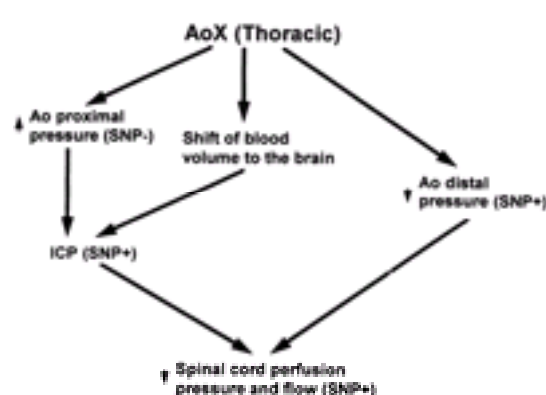 AoX (Thoracic)
Ao proximal
pressure (SNP-)
Shift of blood
volume to the brain
Ao distal
pressure (SNP+)
ICP (SNP+)
Spinal cord perfusion
pressure and flow (SNP+)